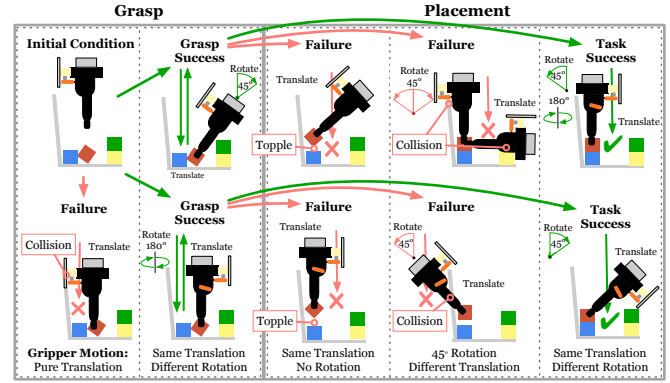 Grasp
Placement
Initial Condition
Grasp
Success
Rotate
45°
Translate
Failure
Translate
Topple
Failure
Rotate
45°
Translate
Collision
Task
Success
Rotate
45°
180°
Translate
Failure
Collision
Translate
Grasp
Success
Rotate
180°
Translate
Failure
Translate
Topple
Failure
Rotate
45°
Translate
Collision
Task
Success
Rotate
45°
Translate
Gripper Motion:
Pure Translation
Same Translation
Different Rotation
Same Translation
No Rotation
45° Rotation
Different Translation
Same Translation
Different Rotation